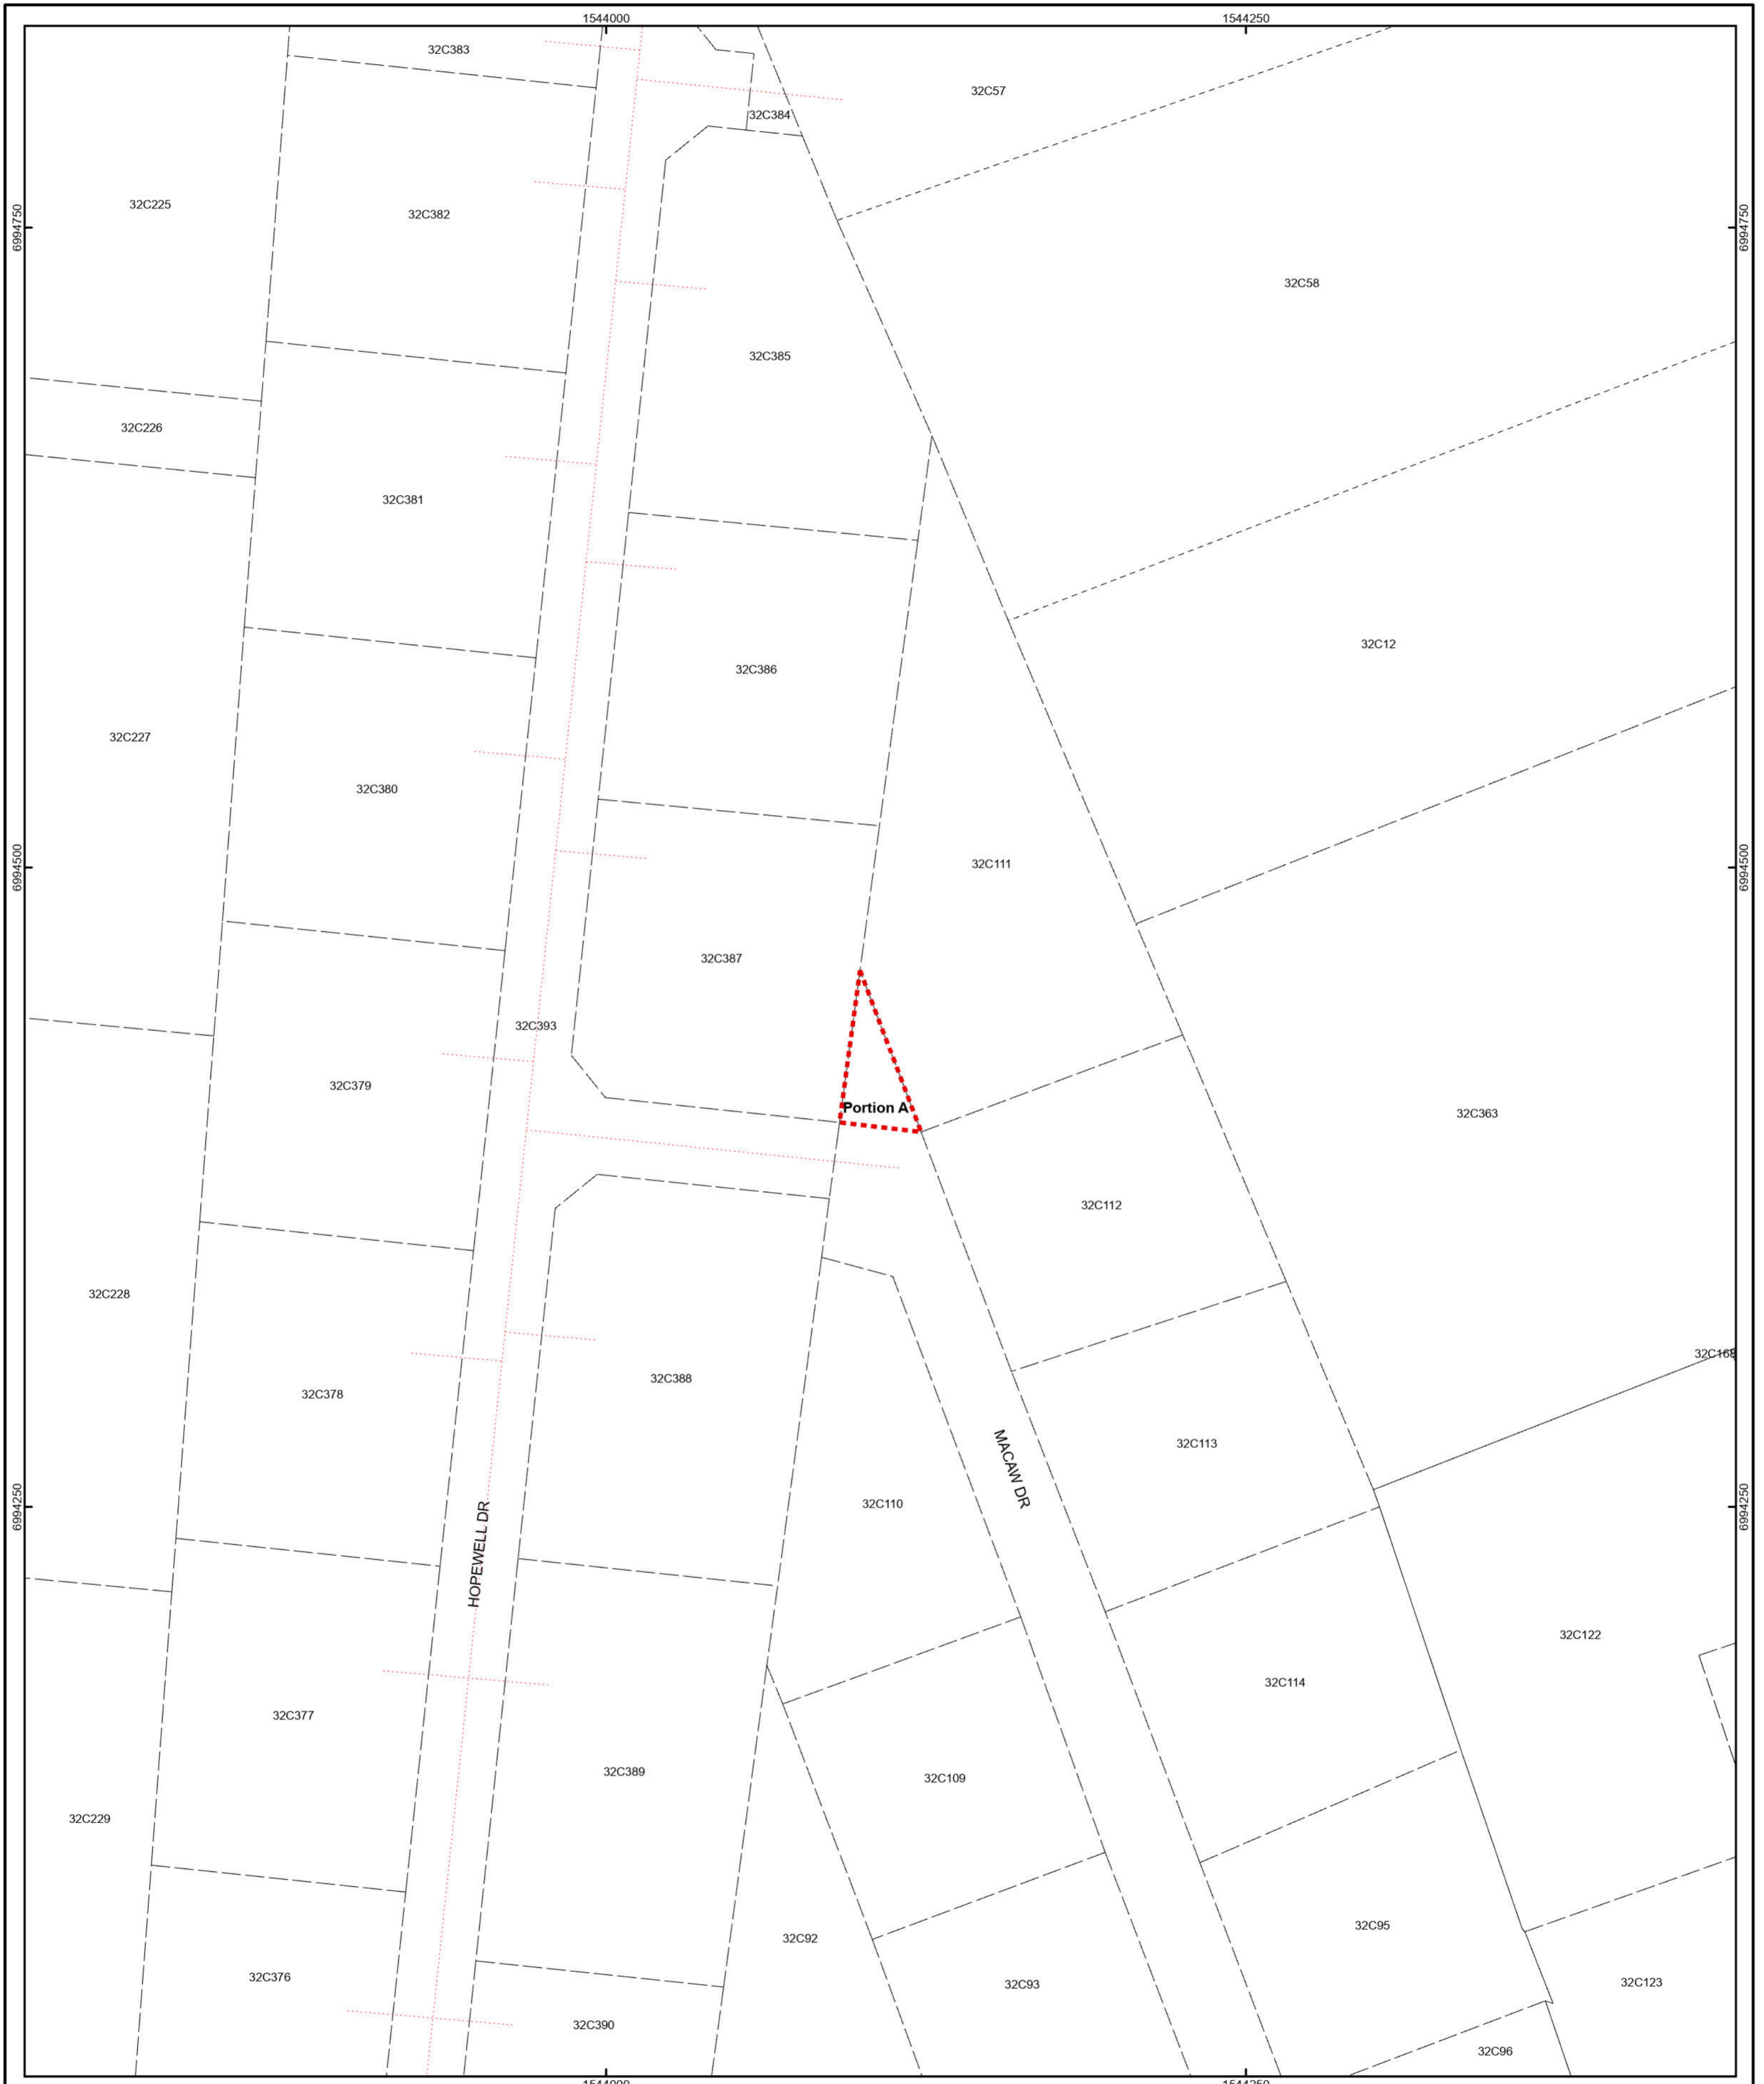 1544000
1544250
32C383
32C57
32C384
32C225
32C382
6994750
6994750
32C58
32C385
32C226
32C381
32C12
32C386
32C227
32C380
32C111
6994500
6994500
32C387
32C393
32C379
Portion A
32C363
32C112
32C228
32C168
32C388
32C378
32C113
MACAW DR
32C110
6994250
6994250
HOPEWELL DR
32C122
32C114
32C377
32C389
32C109
32C229
32C95
32C92
32C376
32C93
32C123
32C390
32C96
1544000
1544250